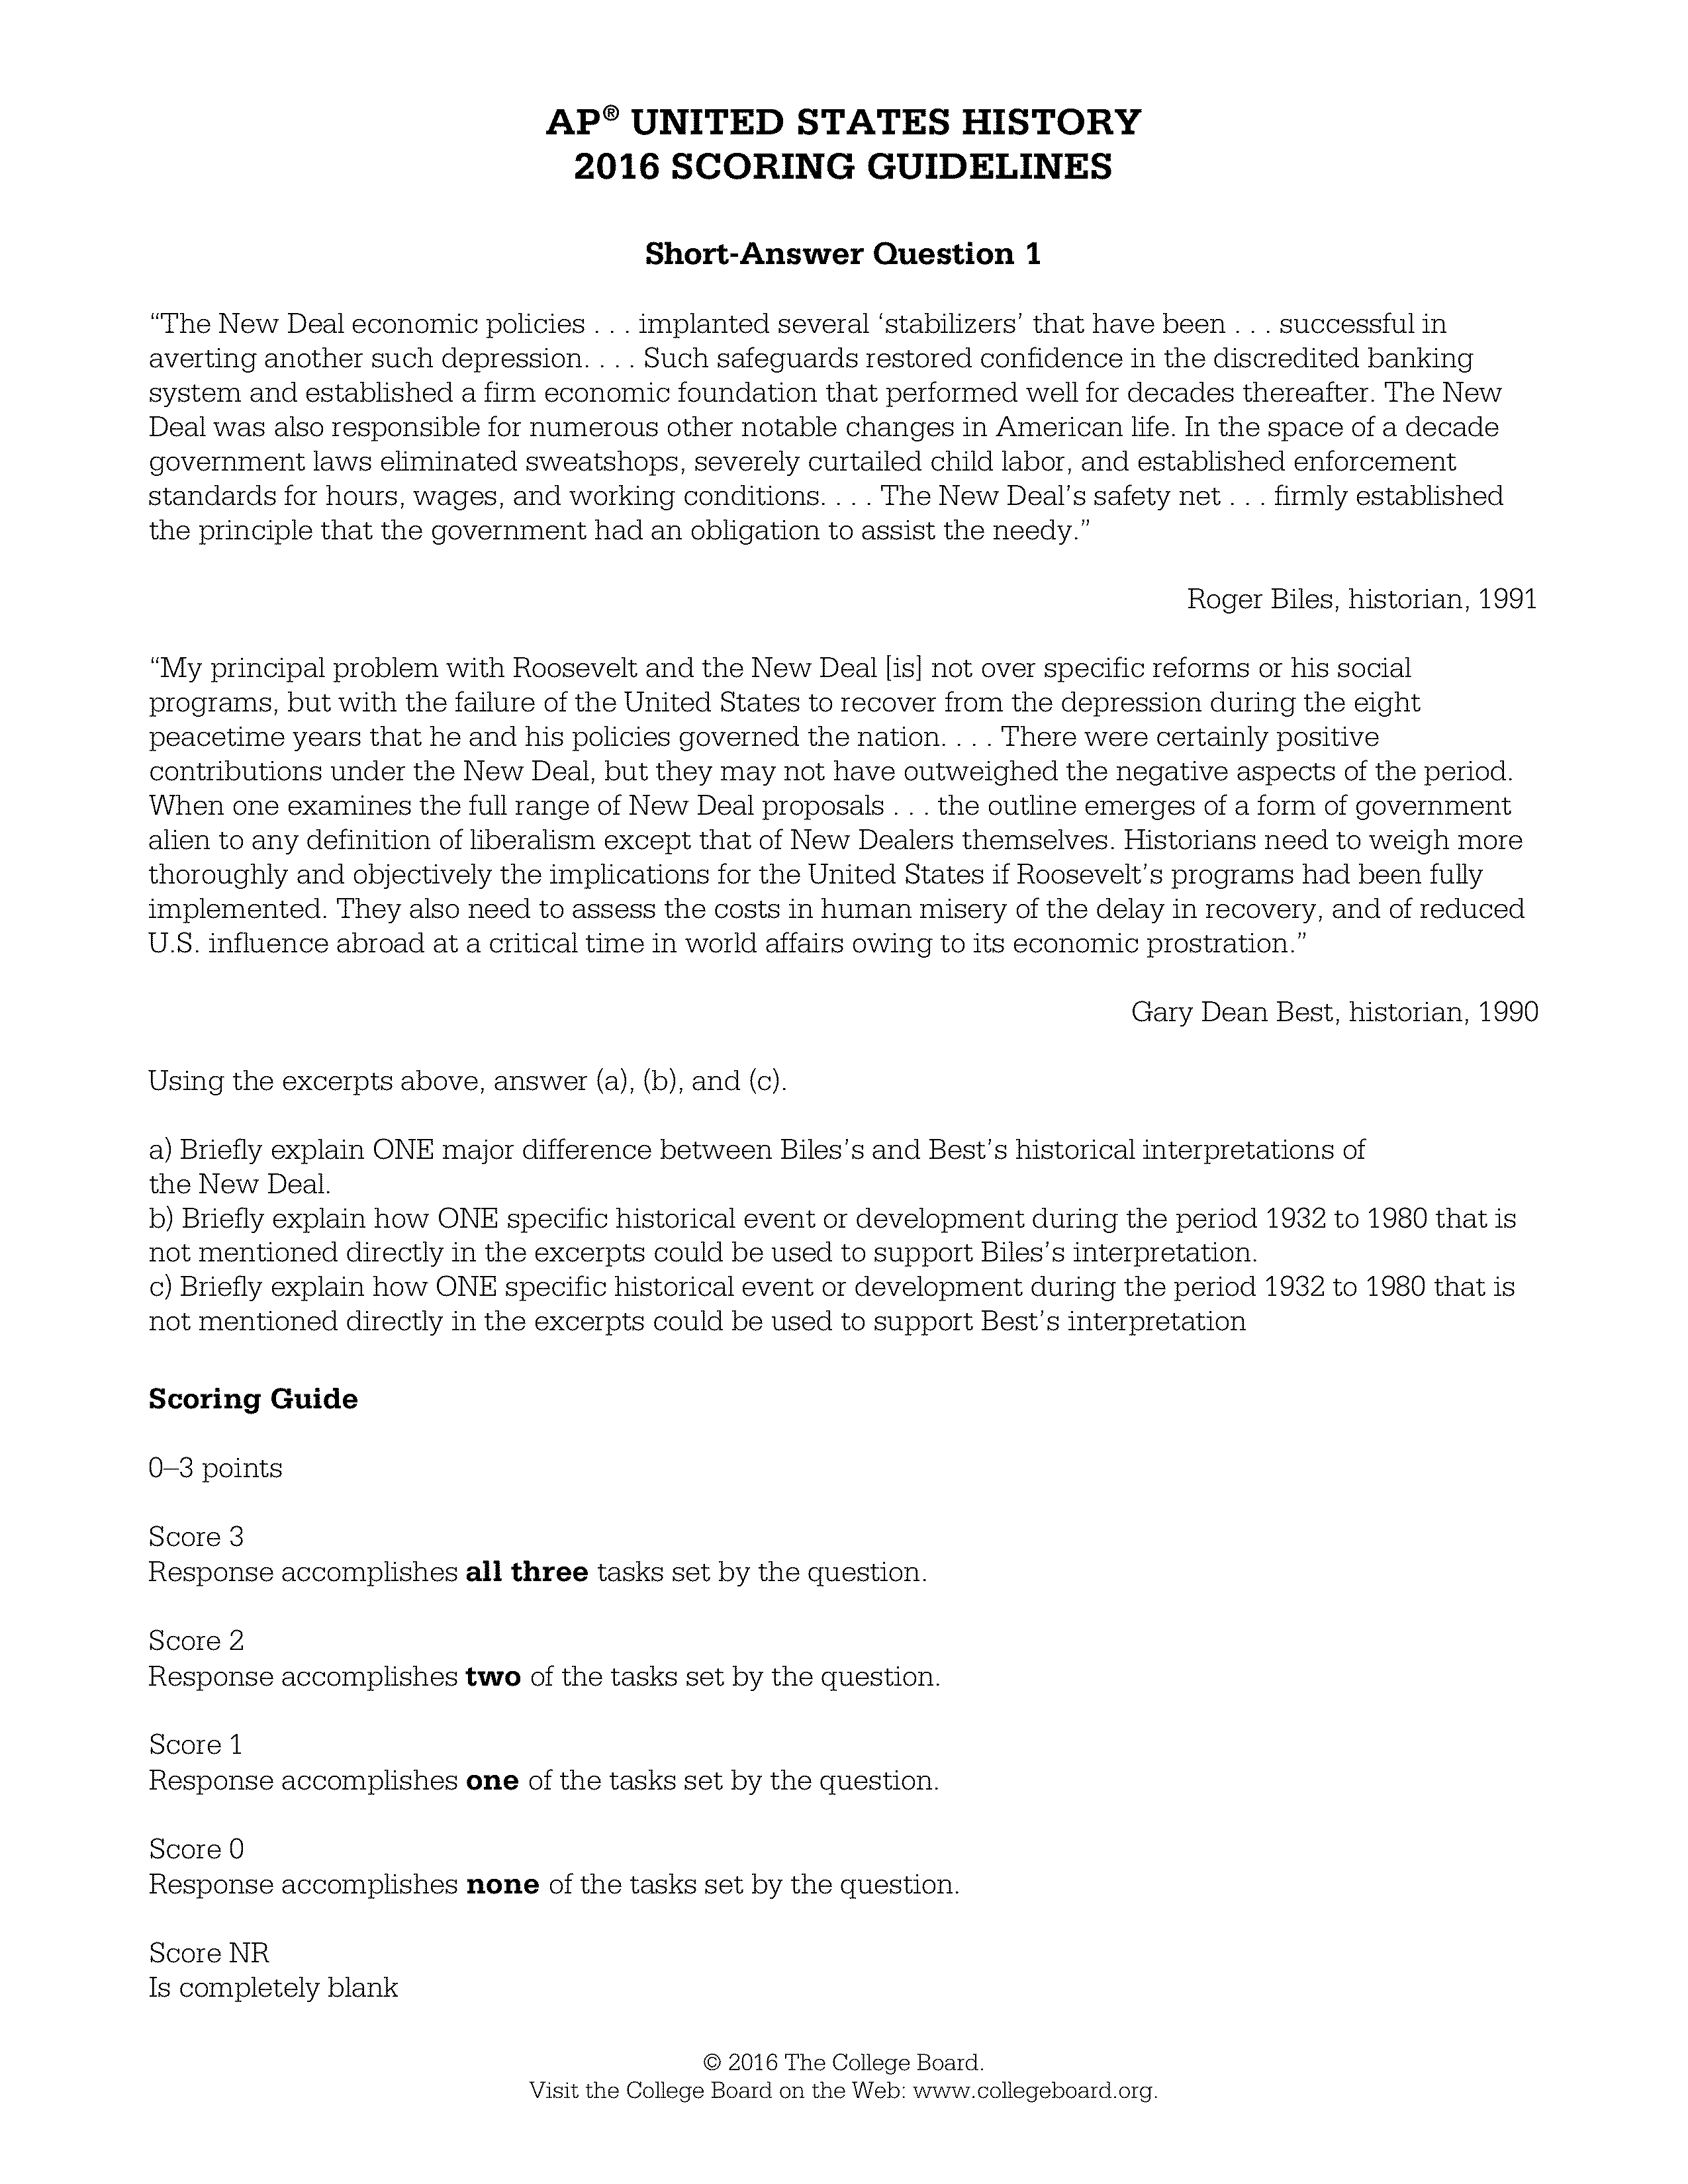 AP® UNITED STATES HISTORY
2016 SCORING GUIDELINES
Short-Answer Question 1
“The New Deal economic policies . . . implanted several ‘stabilizers’ that have been . . . successful in
averting another such depression. . . . Such safeguards restored confidence in the discredited banking
system and established a firm economic foundation that performed well for decades thereafter. The New
Deal was also responsible for numerous other notable changes in American life. In the space of a decade
government laws eliminated sweatshops, severely curtailed child labor, and established enforcement
standards for hours, wages, and working conditions. . . . The New Deal’s safety net . . . firmly established
the principle that the government had an obligation to assist the needy.”
Roger Biles, historian, 1991
“My principal problem with Roosevelt and the New Deal [is] not over specific reforms or his social
programs, but with the failure of the United States to recover from the depression during the eight
peacetime years that he and his policies governed the nation. . . . There were certainly positive
contributions under the New Deal, but they may not have outweighed the negative aspects of the period.
When one examines the full range of New Deal proposals . . . the outline emerges of a form of government
alien to any definition of liberalism except that of New Dealers themselves. Historians need to weigh more
thoroughly and objectively the implications for the United States if Roosevelt’s programs had been fully
implemented. They also need to assess the costs in human misery of the delay in recovery, and of reduced
U.S. influence abroad at a critical time in world affairs owing to its economic prostration.”
Gary Dean Best, historian, 1990
Using the excerpts above, answer (a), (b), and (c).
a) Briefly explain ONE major difference between Biles’s and Best’s historical interpretations of
the New Deal.
b) Briefly explain how ONE specific historical event or development during the period 1932 to 1980 that is
not mentioned directly in the excerpts could be used to support Biles’s interpretation.
c) Briefly explain how ONE specific historical event or development during the period 1932 to 1980 that is
not mentioned directly in the excerpts could be used to support Best’s interpretation
Scoring Guide
0–3 points
Score 3
Response accomplishes all three tasks set by the question.
Score 2
Response accomplishes two of the tasks set by the question.
Score 1
Response accomplishes one of the tasks set by the question.
Score 0
Response accomplishes none of the tasks set by the question.
Score NR
Is completely blank
© 2016 The College Board.
Visit the College Board on the Web: www.collegeboard.org.